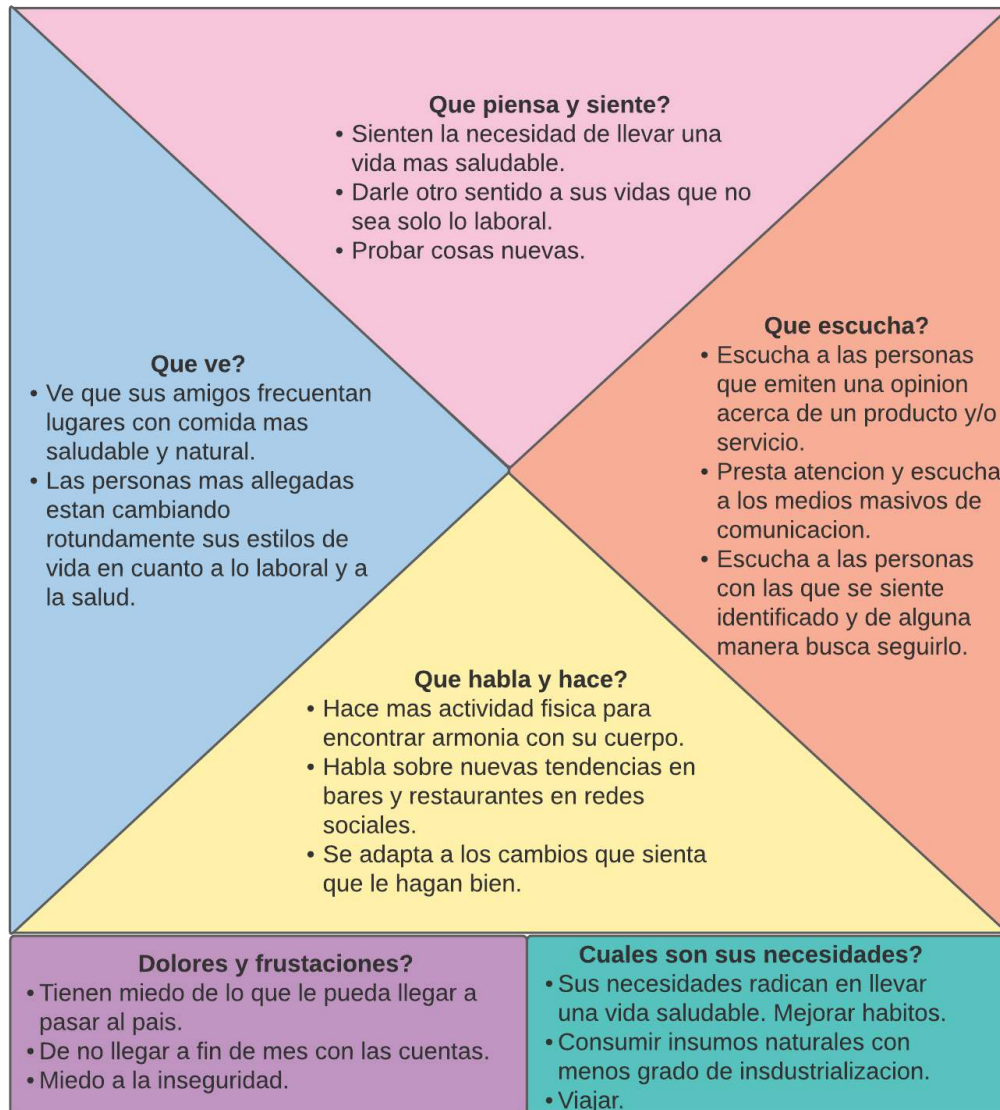 Que piensa y siente?
• Sienten la necesidad de llevar una
vida mas saludable.
• Darle otro sentido a sus vidas que no
sea solo lo laboral.
• Probar cosas nuevas.
Que ve?
• Ve que sus amigos frecuentan
lugares con comida mas
saludable y natural.
• Las personas mas allegadas
estan cambiando
rotundamente sus estilos de
vida en cuanto a lo laboral y a
la salud.
Que escucha?
• Escucha a las personas
que emiten una opinion
acerca de un producto y/o
servicio.
• Presta atencion y escucha
a los medios masivos de
comunicacion.
• Escucha a las personas
con las que se siente
identificado y de alguna
manera busca seguirlo.
Que habla y hace?
• Hace mas actividad fisica para
encontrar armonia con su cuerpo.
• Habla sobre nuevas tendencias en
bares y restaurantes en redes
sociales.
• Se adapta a los cambios que sienta
que le hagan bien.
Dolores y frustaciones?
• Tienen miedo de lo que le pueda llegar a
pasar al pais.
• De no llegar a fin de mes con las cuentas.
• Miedo a la inseguridad.
Cuales son sus necesidades?
• Sus necesidades radican en llevar
una vida saludable. Mejorar habitos.
• Consumir insumos naturales con
menos grado de insdustrializacion.
• Viajar.